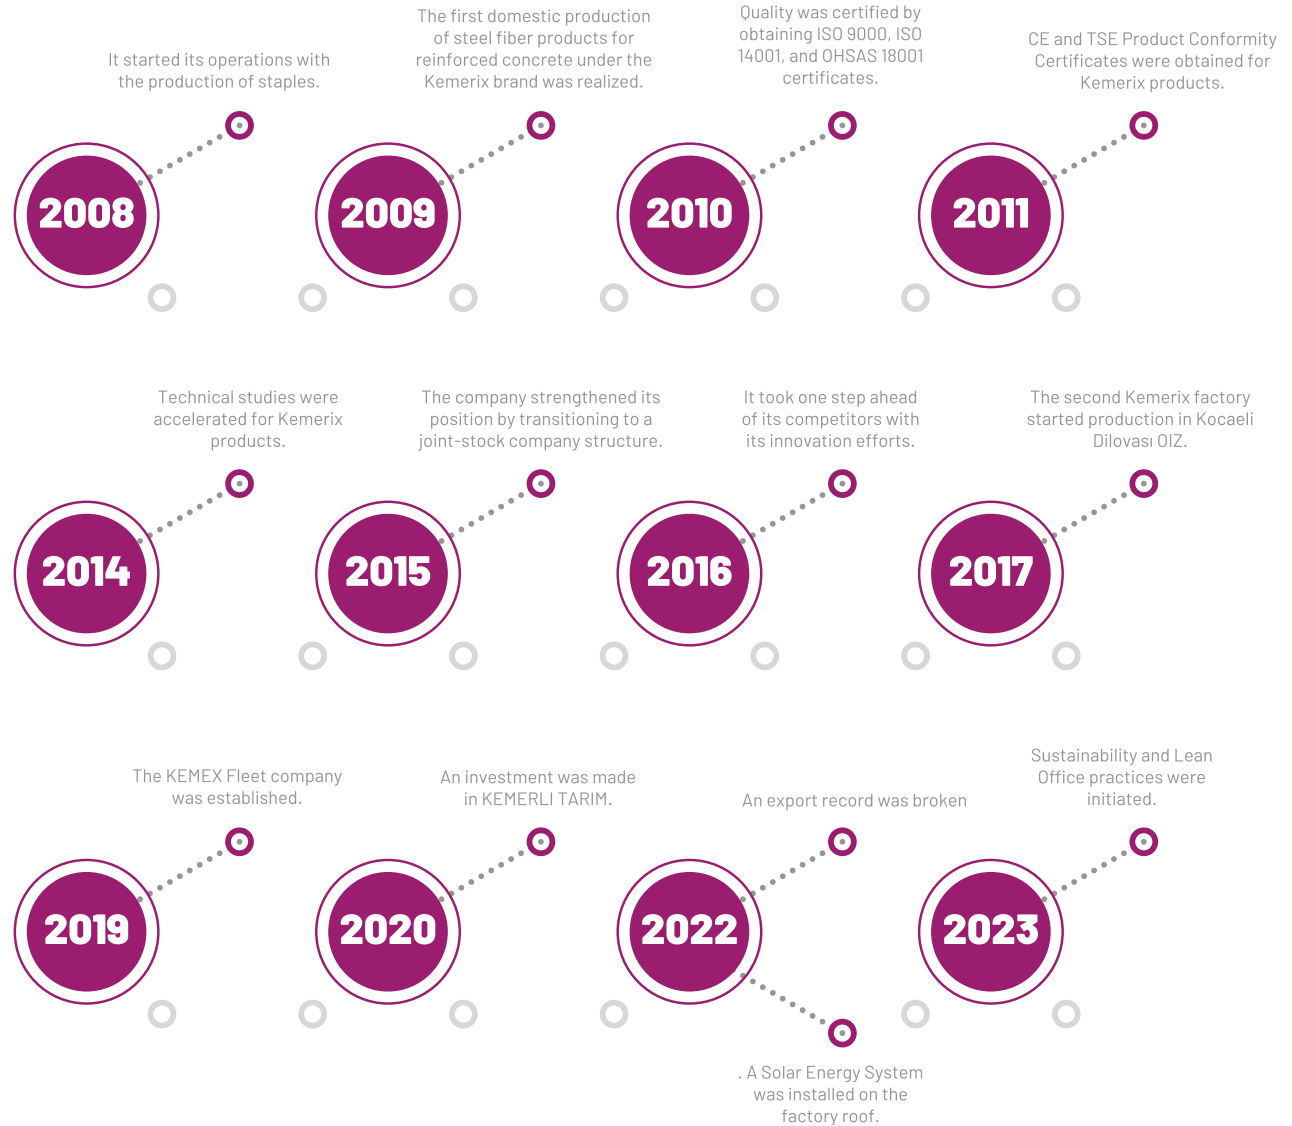 It started its operations with
the production of staples.
2008
The first domestic production
of steel fiber products for
reinforced concrete under the
Kemerix brand was realized.
2009
Quality was certified by
obtaining ISO 9000, ISO
14001, and OHSAS 18001
certificates.
2010
CE and TSE Product Conformity
Certificates were obtained for
Kemerix products.
2011
Technical studies were
accelerated for Kemerix
products.
2014
The company strengthened its
position by transitioning to a
joint-stock company structure.
2015
It took one step ahead
of its competitors with
its innovation efforts.
2016
The second Kemerix factory
started production in Kocaeli
Dilovası OIZ.
2017
The KEMEX Fleet company
was established.
2019
An investment was made
in KEMERLI TARIM.
2020
An export record was broken
2022
. A Solar Energy System
was installed on the
factory roof.
Sustainability and Lean
Office practices were
initiated.
2023